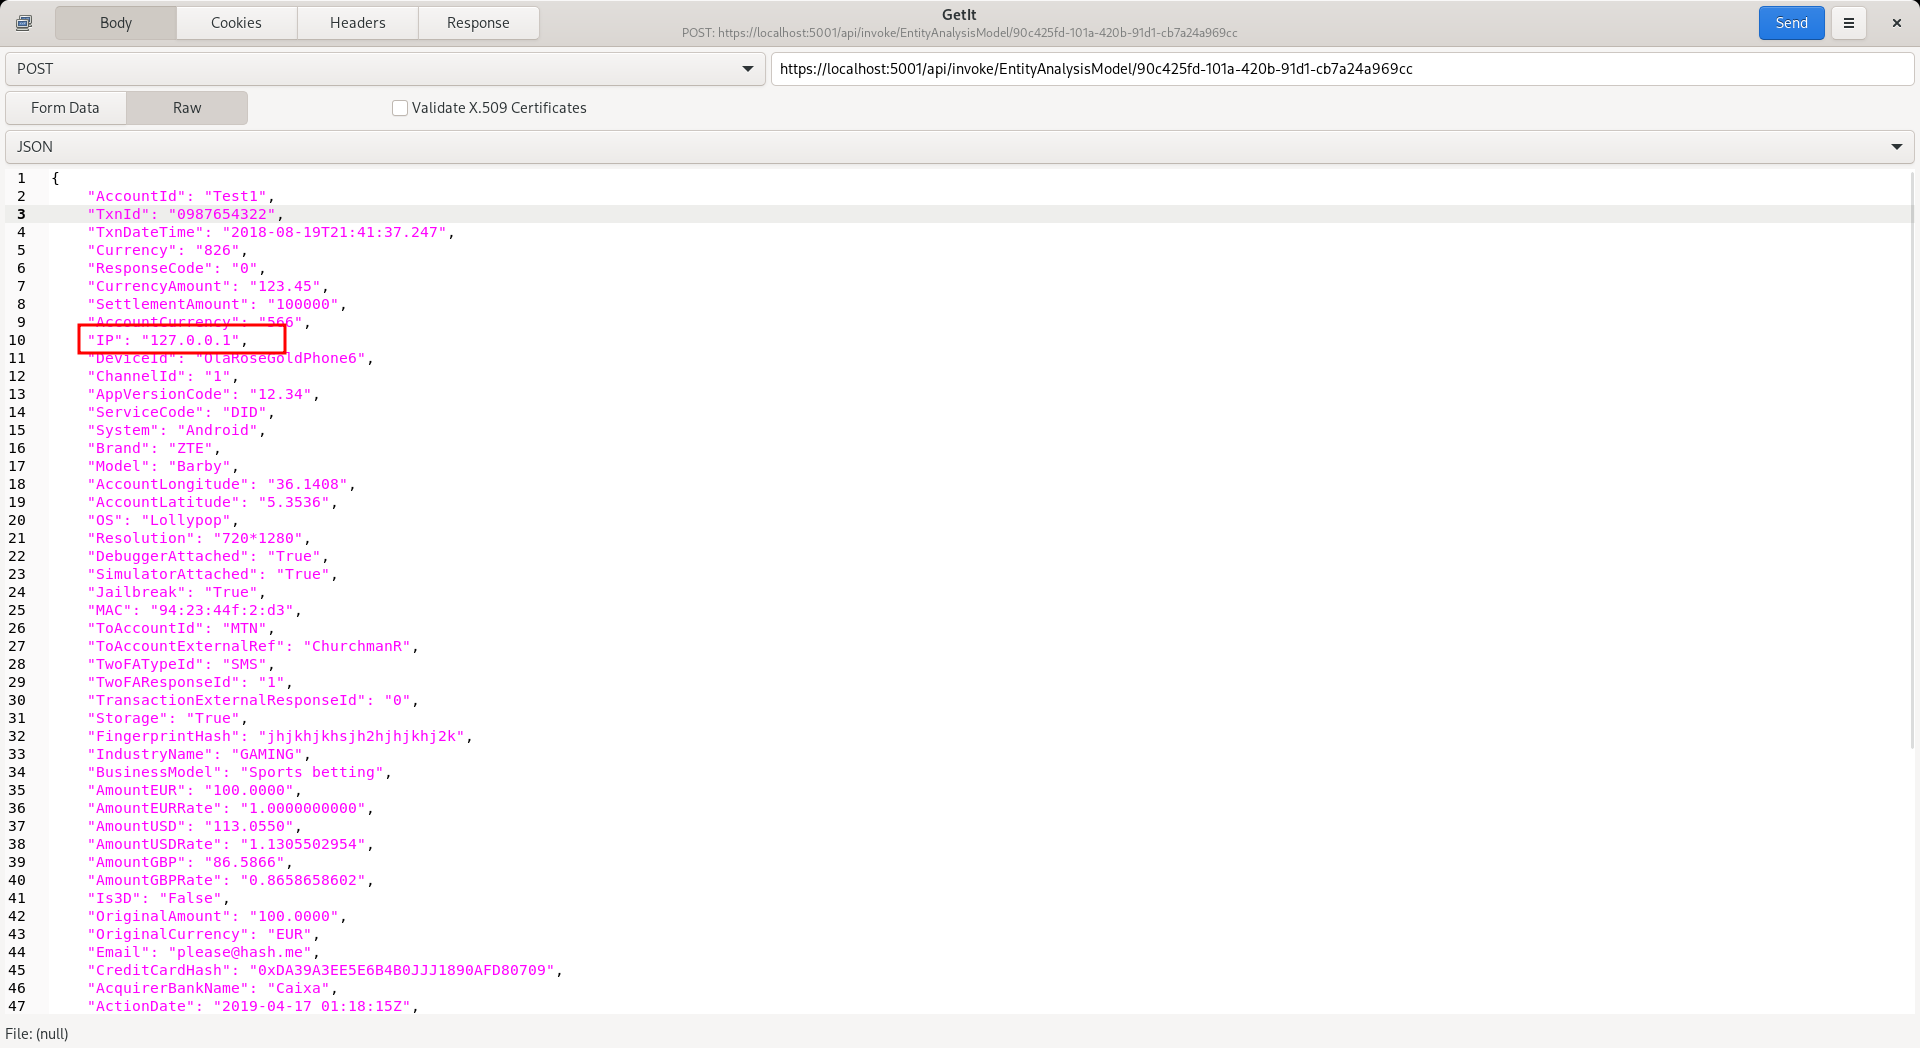 Body Cookies Headers Response
GetIt
POST: https://localhost:5001/api/invoke/EntityAnalysisModel/90c425fd-101a-420b-91d1-cb7a24a969cc
Send
POST
https://localhost:5001/api/invoke/EntityAnalysisModel/90c425fd-101a-420b-91d1-cb7a24a969cc
Form Data Raw Validate X.509 Certificates
JSON
1 {
2 "AccountId": "Test1",
3 "TxnId": "0987654322",
4 "TxnDateTime": "2018-08-19T21:41:37.247",
5 "Currency": "826",
6 "ResponseCode": "0",
7 "CurrencyAmount": "123.45",
8 "SettlementAmount": "100000",
9 "AccountCurrency": "566",
10 "IP": "127.0.0.1",
11 "DeviceId": "OlaRoseGoldPhone6",
12 "ChannelId": "1",
13 "AppVersionCode": "12.34",
14 "ServiceCode": "DID",
15 "System": "Android",
16 "Brand": "ZTE",
17 "Model": "Barby",
18 "AccountLongitude": "36.1408",
19 "AccountLatitude": "5.3536",
20 "OS": "Lollypop",
21 "Resolution": "720*1280",
22 "DebuggerAttached": "True",
23 "SimulatorAttached": "True",
24 "Jailbreak": "True",
25 "MAC": "94:23:44f:2:d3",
26 "ToAccountId": "MTN",
27 "ToAccountExternalRef": "ChurchmanR",
28 "TwoFATypeId": "SMS",
29 "TwoFAResponseId": "1",
30 "TransactionExternalResponseId": "0",
31 "Storage": "True",
32 "FingerprintHash": "jhjkhjkhsjh2hjhjkhj2k",
33 "IndustryName": "GAMING",
34 "BusinessModel": "Sports betting",
35 "AmountEUR": "100.0000",
36 "AmountEURRate": "1.0000000000",
37 "AmountUSD": "113.0550",
38 "AmountUSDRate": "1.1305502954",
39 "AmountGBP": "86.5866",
40 "AmountGBPRate": "0.8658658602",
41 "Is3D": "False",
42 "OriginalAmount": "100.0000",
43 "OriginalCurrency": "EUR",
44 "Email": "please@hash.me",
45 "CreditCardHash": "0xDA39A3EE5E6B4B0JJJ1890AFD80709",
46 "AcquirerBankName": "Caixa",
47 "ActionDate": "2019-04-17 01:18:15Z",
File: (null)